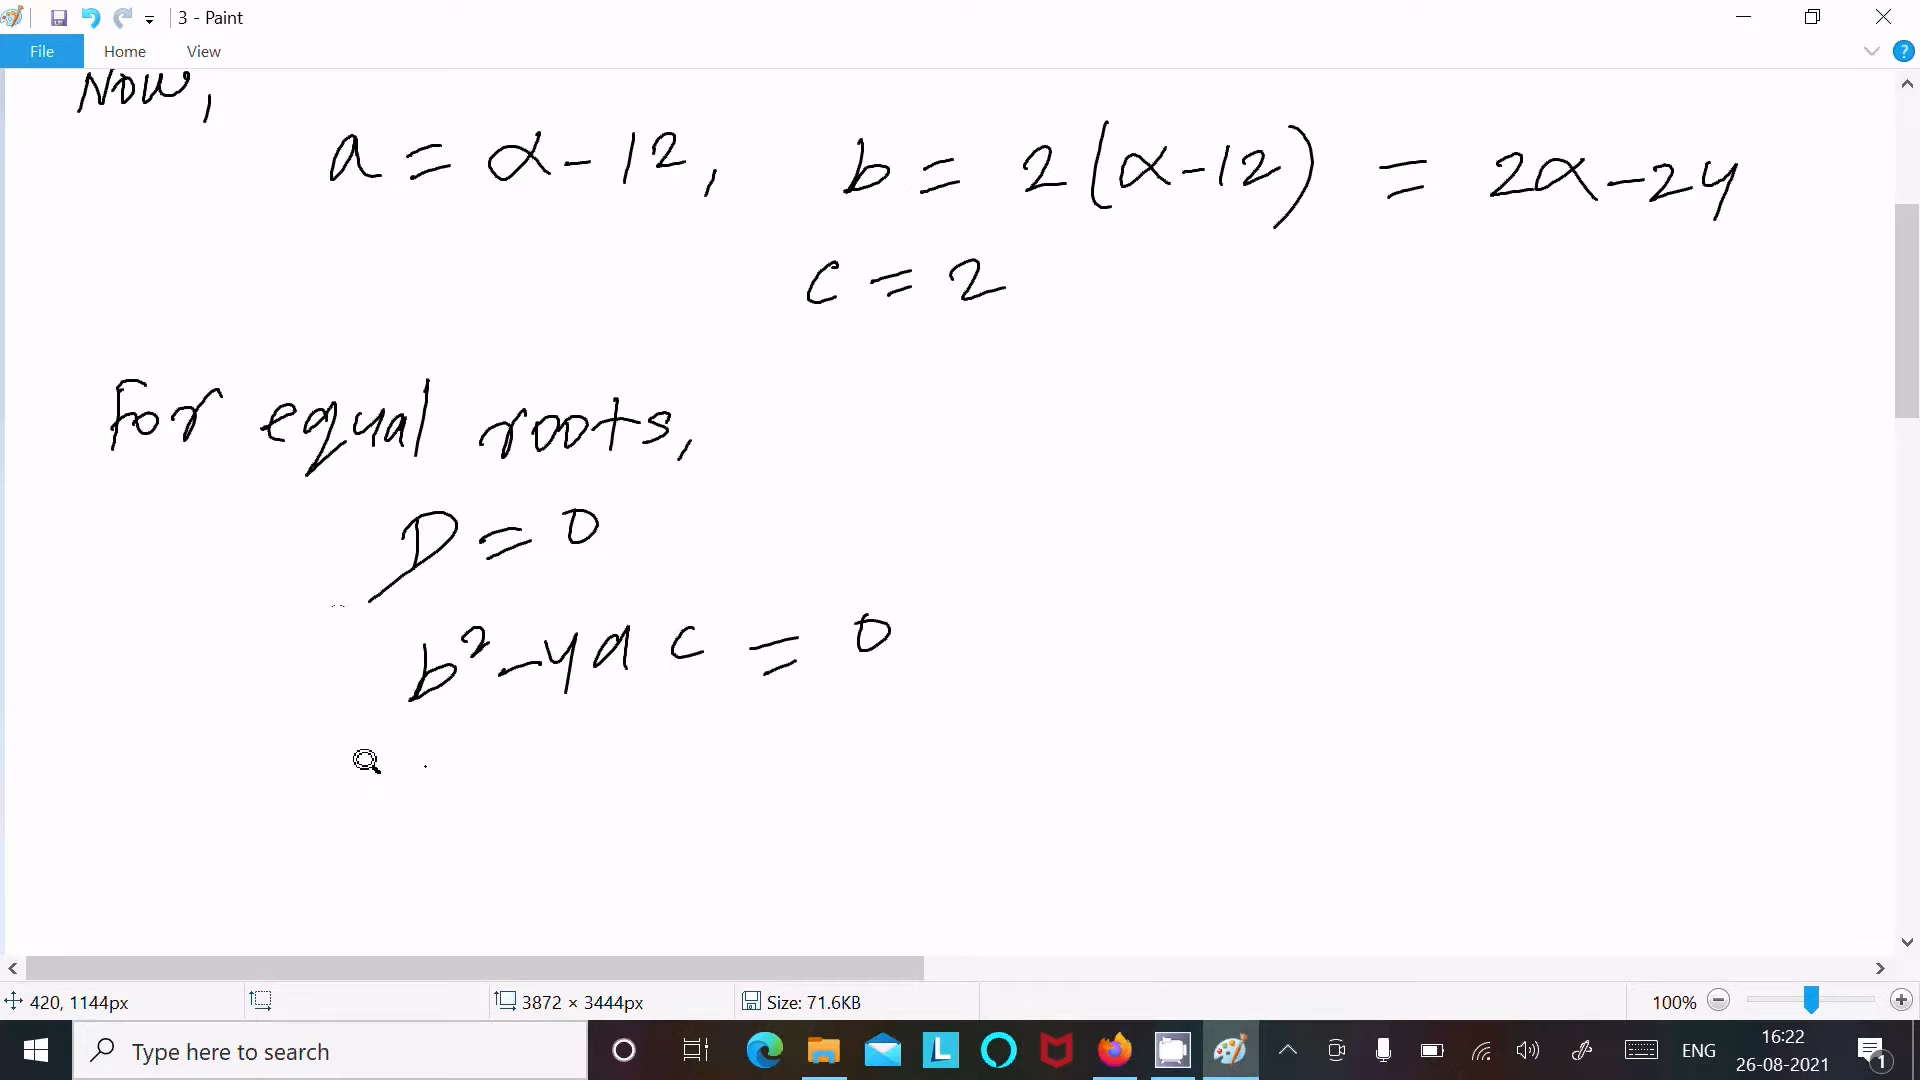 3 - Paint
File Home View
Now,
a = α - 12, b = 2(α - 12) = 2α - 24
c = 2
For equal roots,
D = 0
b² - 4ac = 0
420, 1144px 3872 × 3444px Size: 71.6KB 100%
Type here to search ENG 16:22
26-08-2021 1